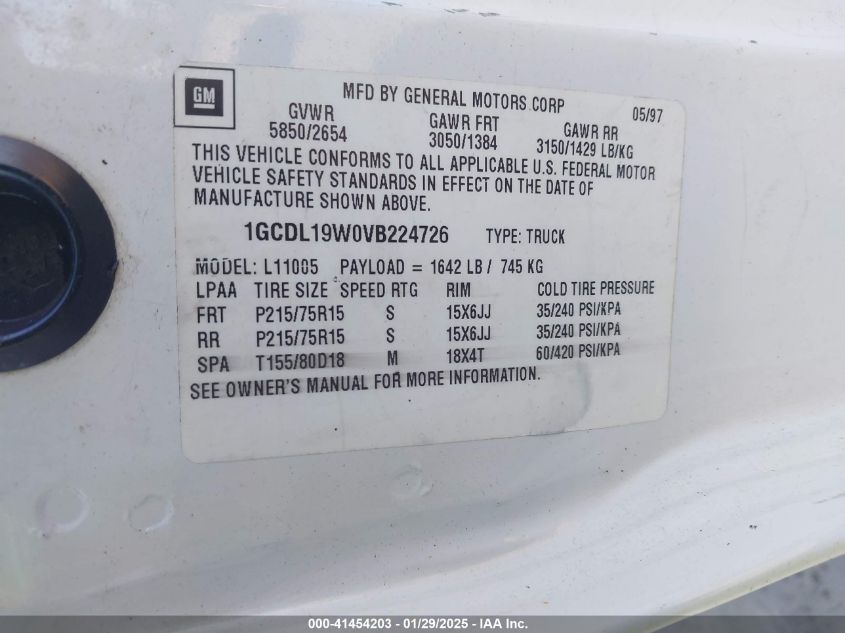 GM
MFD BY GENERAL MOTORS CORP 05/97
GVWR GAWR FRT GAWR RR
5850/2654 3050/1384 3150/1429 LB/KG
THIS VEHICLE CONFORMS TO ALL APPLICABLE U.S. FEDERAL MOTOR
VEHICLE SAFETY STANDARDS IN EFFECT ON THE DATE OF
MANUFACTURE SHOWN ABOVE.
1GCDL19W0VB224726 TYPE: TRUCK
MODEL: L11005 PAYLOAD = 1642 LB / 745 KG
LPAA TIRE SIZE SPEED RTG RIM COLD TIRE PRESSURE
FRT P215/75R15 S 15X6JJ 35/240 PSI/KPA
RR P215/75R15 S 15X6JJ 35/240 PSI/KPA
SPA T155/80D18 M 18X4T 60/420 PSI/KPA
SEE OWNER'S MANUAL FOR MORE INFORMATION.
000-41454203 - 01/29/2025 - IAA Inc.